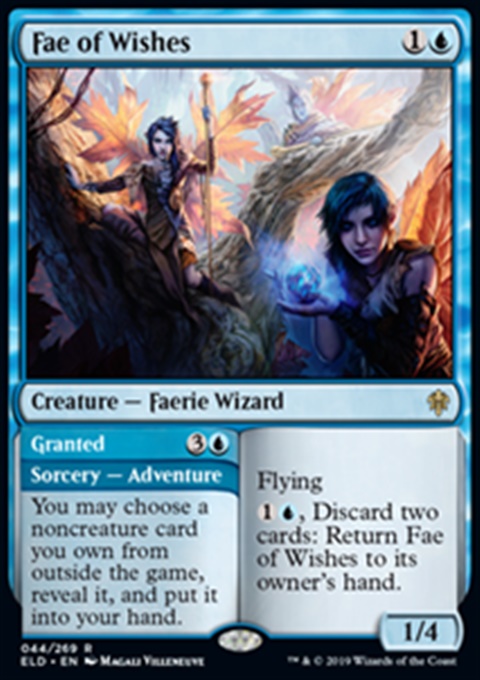 Fae of Wishes 1
Creature — Faerie Wizard
Granted 3
Sorcery — Adventure
You may choose a
noncreature card
you own from
outside the game,
reveal it, and put it
into your hand.
Flying
1 , Discard two
cards: Return Fae
of Wishes to its
owner's hand.
1/4
044/269 R
ELD • EN Magali Villeneuve
™ & © 2019 Wizards of the Coast